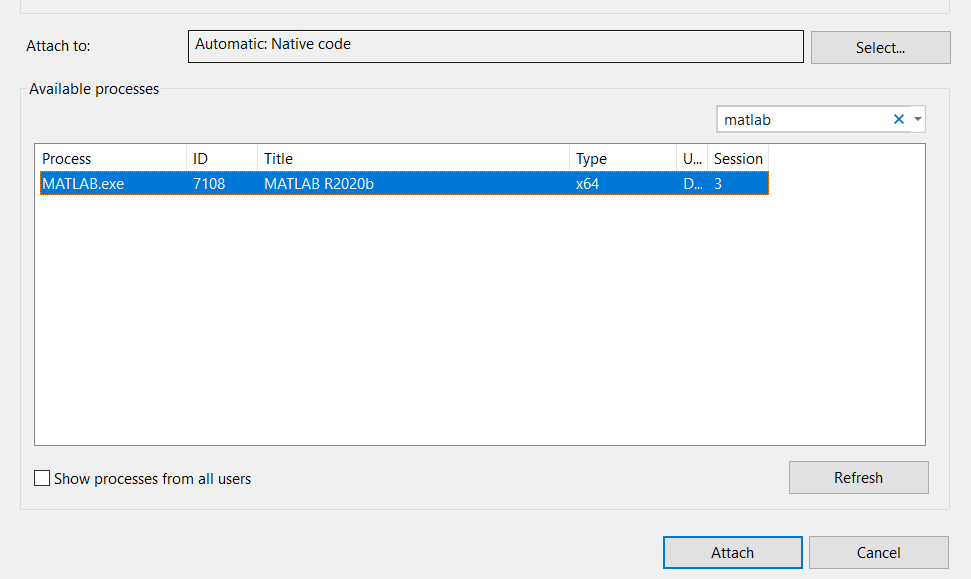 Attach to: Automatic: Native code Select...
Available processes
matlab
Process ID Title Type U... Session
MATLAB.exe 7108 MATLAB R2020b x64 D... 3
Show processes from all users Refresh
Attach Cancel